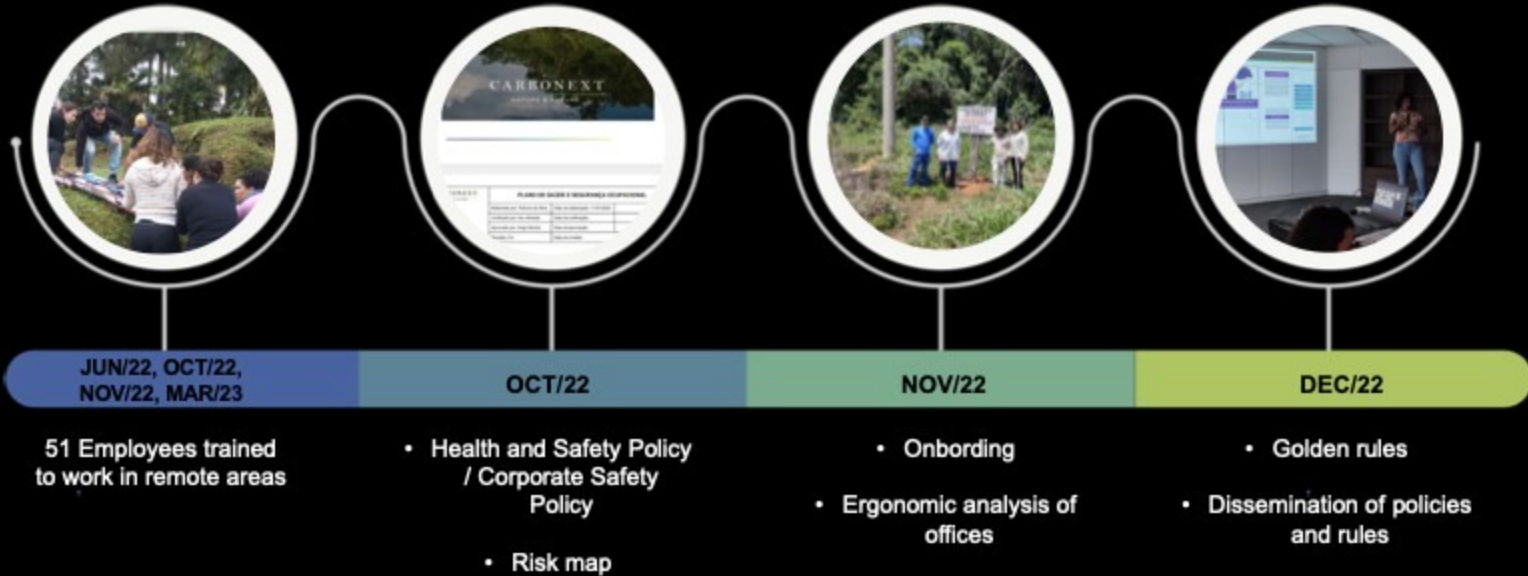 CARBONEXT
PLANO DE SAÚDE E SEGURANÇA OCUPACIONAL
JUN/22, OCT/22,
NOV/22, MAR/23
OCT/22
NOV/22
DEC/22
51 Employees trained
to work in remote areas
• Health and Safety Policy
/ Corporate Safety
Policy
• Risk map
• Onbording
• Ergonomic analysis of
offices
• Golden rules
• Dissemination of policies
and rules